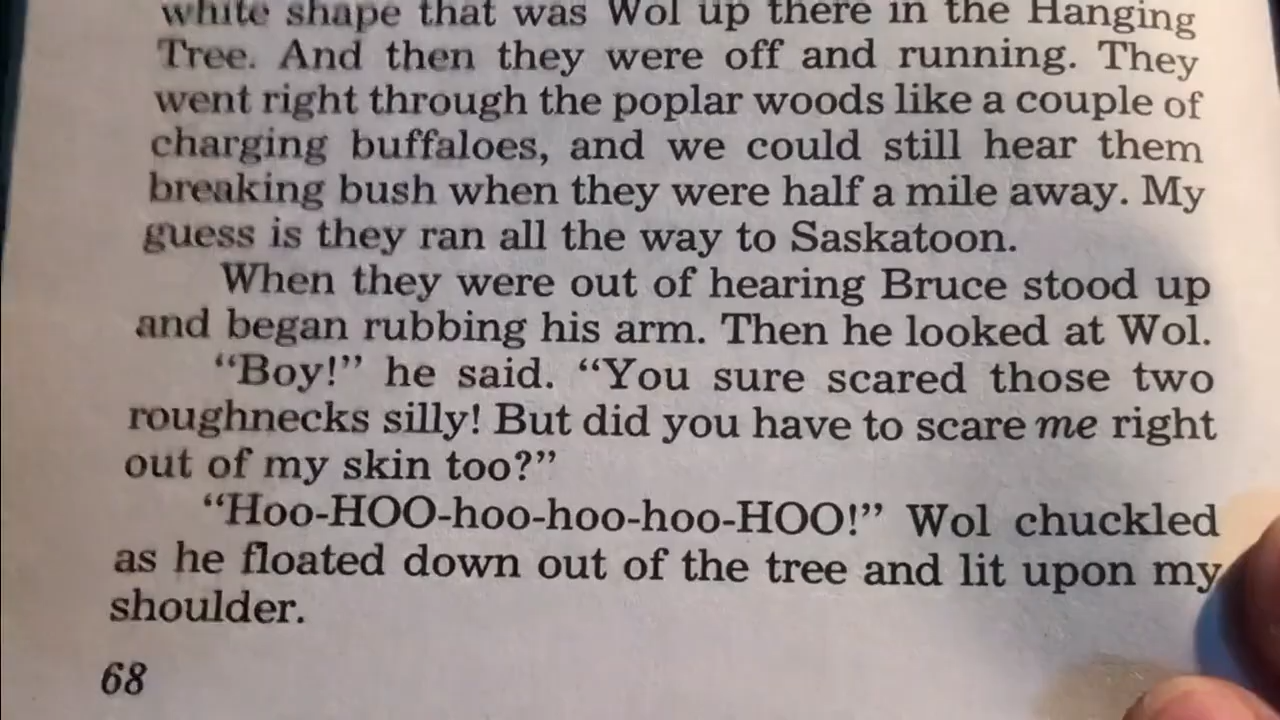 white shape that was Wol up there in the Hanging
Tree. And then they were off and running. They
went right through the poplar woods like a couple of
charging buffaloes, and we could still hear them
breaking bush when they were half a mile away. My
guess is they ran all the way to Saskatoon.
When they were out of hearing Bruce stood up
and began rubbing his arm. Then he looked at Wol.
“Boy!” he said. “You sure scared those two
roughnecks silly! But did you have to scare me right
out of my skin too?”
“Hoo-HOO-hoo-hoo-hoo-HOO!” Wol chuckled
as he floated down out of the tree and lit upon my
shoulder.
68